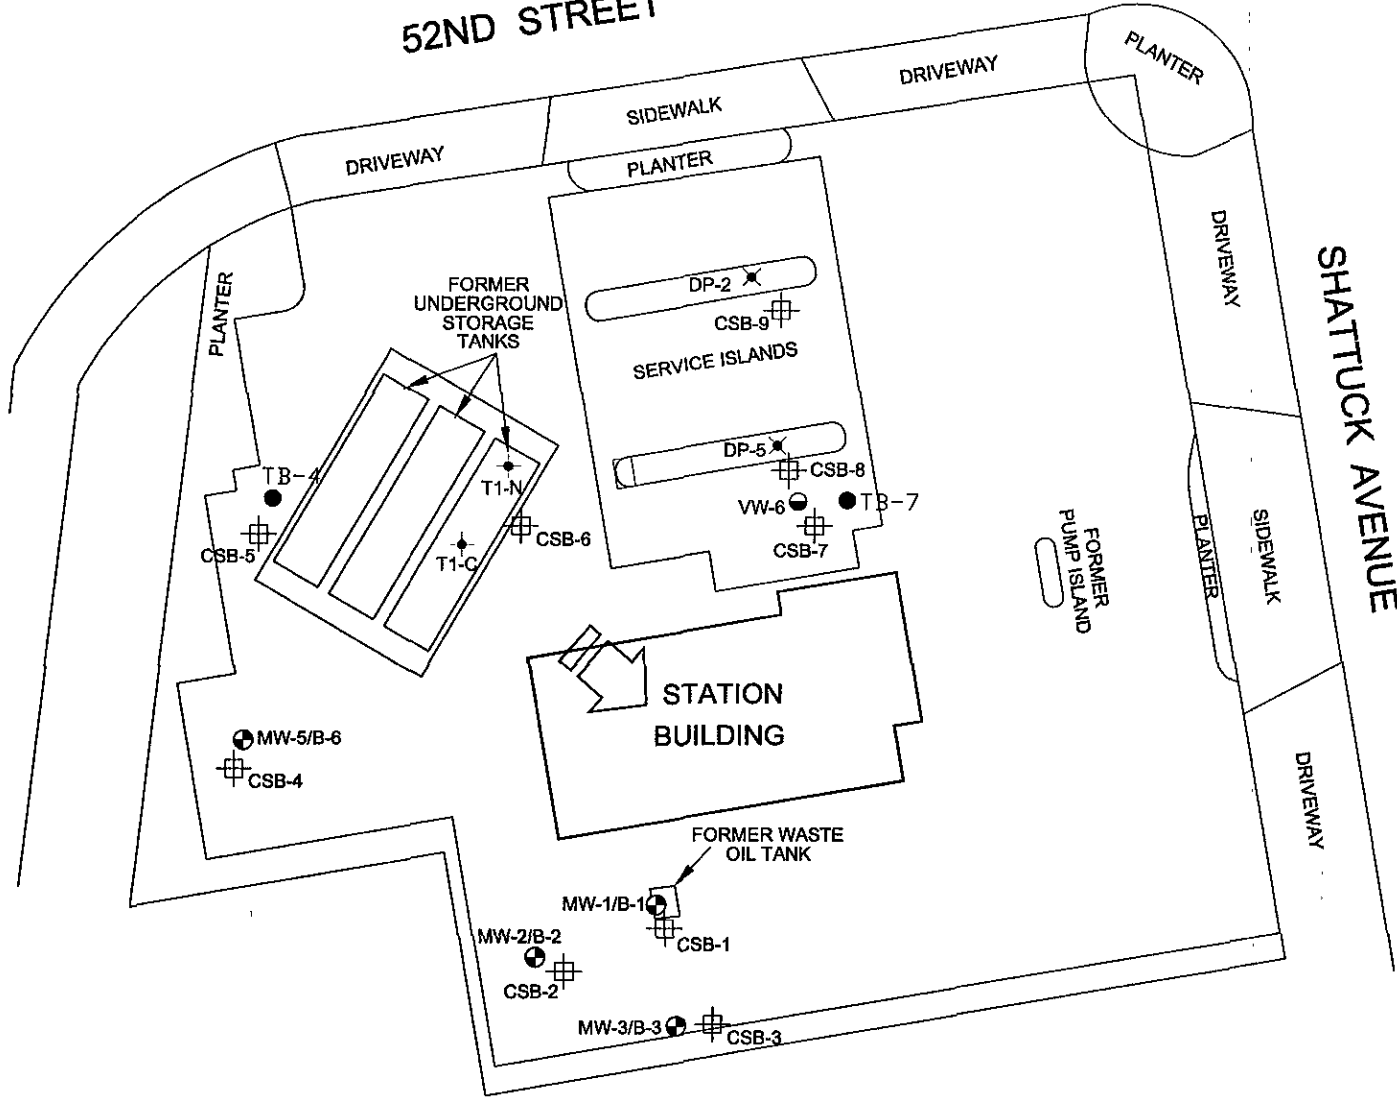 52ND STREET
PLANTER
DRIVEWAY
SIDEWALK
DRIVEWAY
PLANTER
DRIVEWAY
SHATTUCK AVENUE
PLANTER
FORMER
UNDERGROUND
STORAGE
TANKS
DP-2
CSB-9
SERVICE ISLANDS
DP-5
CSB-8
TB-4
T1-N
VW-6
TB-7
CSB-5
T1-C
CSB-6
CSB-7
FORMER
PUMP ISLAND
PLANTER
SIDEWALK
STATION
BUILDING
MW-5/B-6
CSB-4
DRIVEWAY
FORMER WASTE
OIL TANK
MW-1/B-1
CSB-1
MW-2/B-2
CSB-2
MW-3/B-3
CSB-3